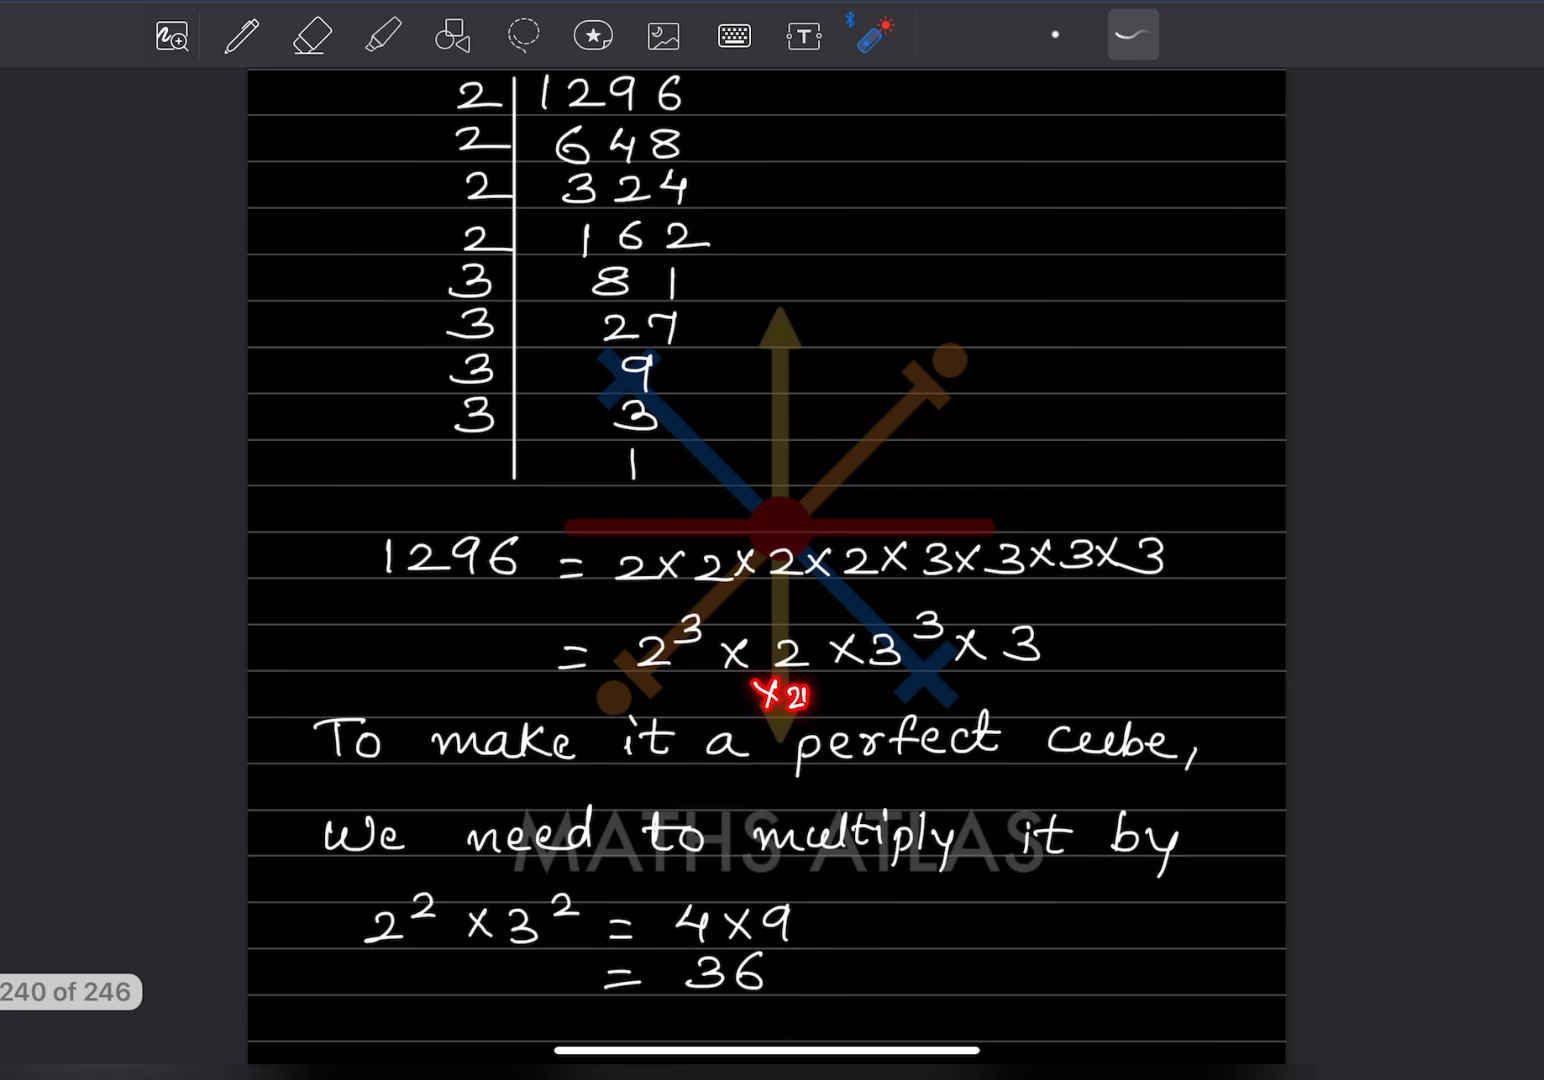 2 | 1296
2 | 648
2 | 324
2 | 162
3 | 81
3 | 27
3 | 9
3 | 3
| 1
1296 = 2×2×2×2×3×3×3×3
= 2³ × 2 × 3³ × 3
× 2
To make it a perfect cube,
We need to multiply it by
MATHS ATLAS
2² × 3² = 4×9
= 36
240 of 246